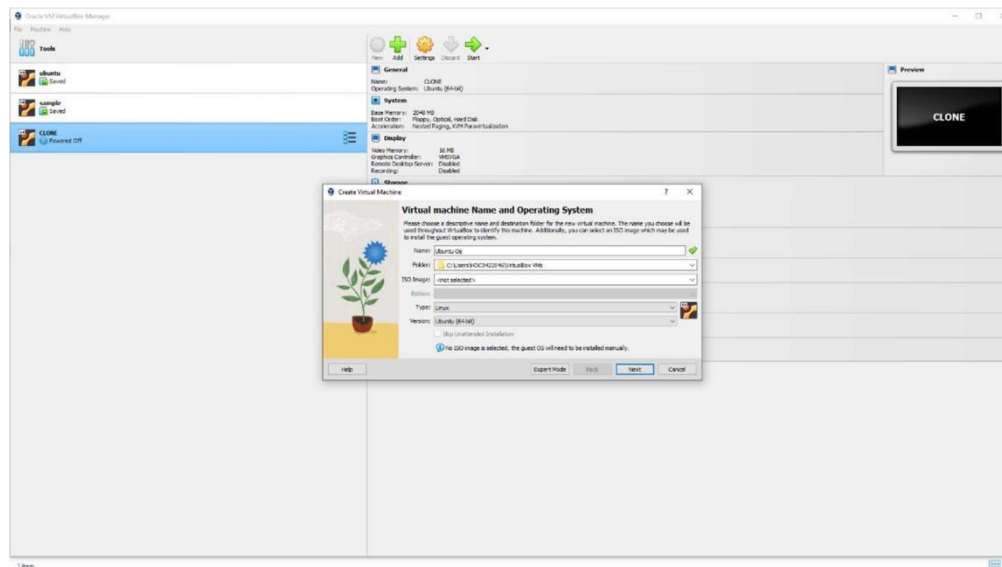 Oracle VM VirtualBox Manager
File Machine Help
Tools
New Add Settings Discard Start
ubuntu
Saved
sample
Saved
CLONE
Powered Off
General
Name: CLONE
Operating System: Ubuntu (64-bit)
System
Base Memory: 2048 MB
Boot Order: Floppy, Optical, Hard Disk
Acceleration: Nested Paging, KVM Paravirtualization
Display
Video Memory: 16 MB
Graphics Controller: VMSVGA
Remote Desktop Server: Disabled
Recording: Disabled
Storage
Preview
CLONE
Create Virtual Machine
Virtual machine Name and Operating System
Please choose a descriptive name and destination folder for the new virtual machine. The name you choose will be
used throughout VirtualBox to identify this machine. Additionally, you can select an ISO image which may be used
to install the guest operating system.
Name: Ubuntu Os
Folder: VirtualBox VMs
ISO Image: <not selected>
Edition:
Type: Linux
Version: Ubuntu (64-bit)
Skip Unattended Installation
No ISO image is selected, the guest OS will need to be installed manually.
Help Expert Mode Back Next Cancel